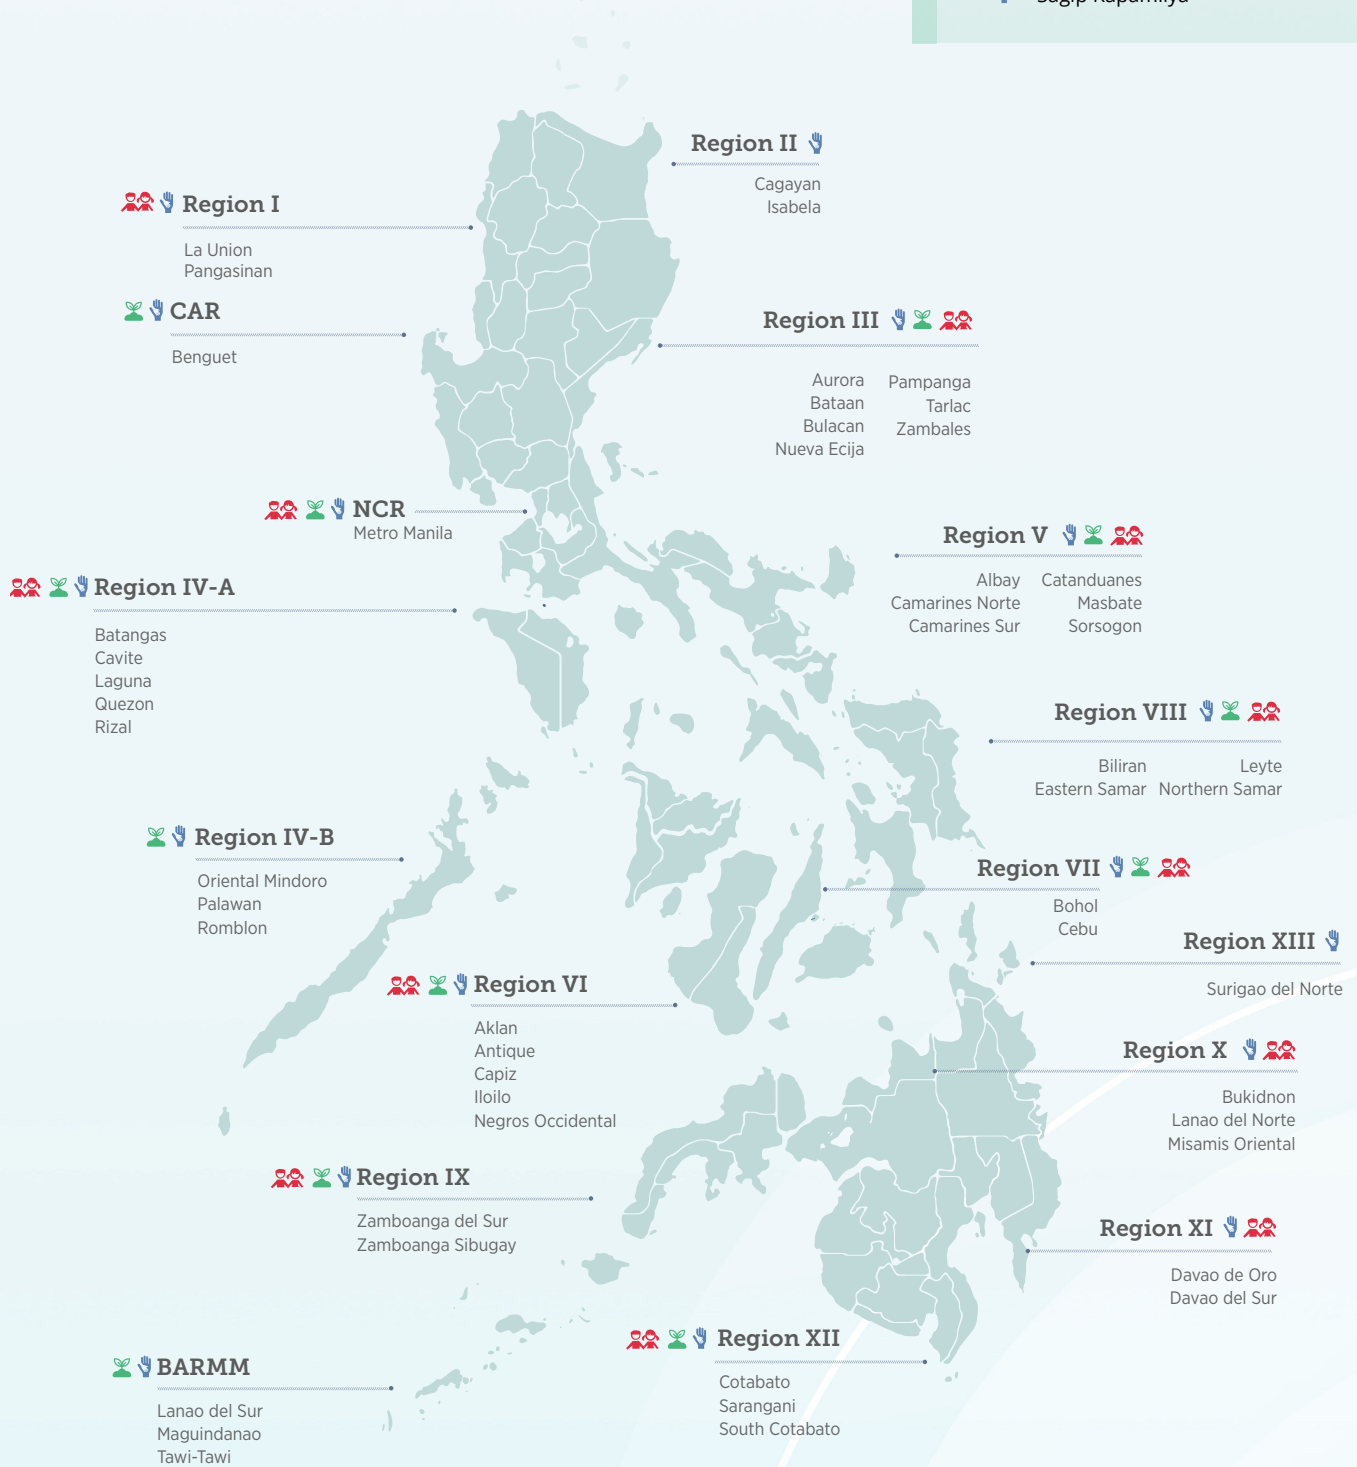 Sagip Kapamilya
Region II
Cagayan
Isabela
Region I
La Union
Pangasinan
CAR
Benguet
Region III
Aurora Pampanga
Bataan Tarlac
Bulacan Zambales
Nueva Ecija
NCR
Metro Manila
Region V
Albay Catanduanes
Camarines Norte Masbate
Camarines Sur Sorsogon
Region IV-A
Batangas
Cavite
Laguna
Quezon
Rizal
Region VIII
Biliran Leyte
Eastern Samar Northern Samar
Region IV-B
Oriental Mindoro
Palawan
Romblon
Region VII
Bohol
Cebu
Region XIII
Surigao del Norte
Region VI
Aklan
Antique
Capiz
Iloilo
Negros Occidental
Region X
Bukidnon
Lanao del Norte
Misamis Oriental
Region IX
Zamboanga del Sur
Zamboanga Sibugay
Region XI
Davao de Oro
Davao del Sur
Region XII
Cotabato
Sarangani
South Cotabato
BARMM
Lanao del Sur
Maguindanao
Tawi-Tawi